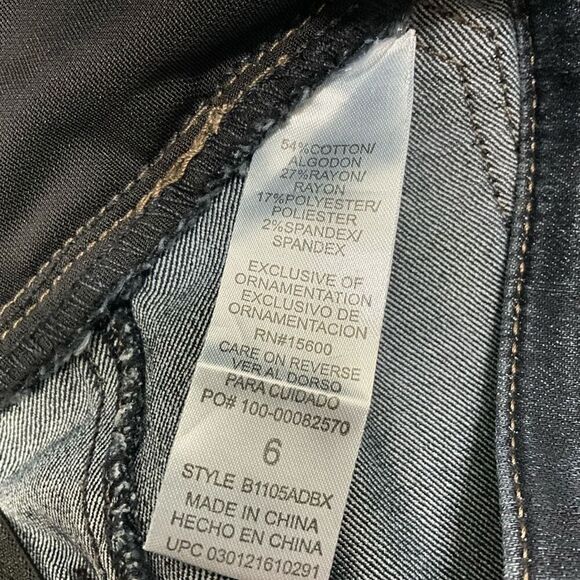 54%COTTON/
ALGODON
27%RAYON/
RAYON
17%POLYESTER/
POLIESTER
2%SPANDEX/
SPANDEX
EXCLUSIVE OF
ORNAMENTATION
EXCLUSIVO DE
ORNAMENTACION
RN#15600
CARE ON REVERSE
VER AL DORSO
PARA CUIDADO
PO# 100-00082570
6
STYLE B1105ADBX
MADE IN CHINA
HECHO EN CHINA
UPC 030121610291